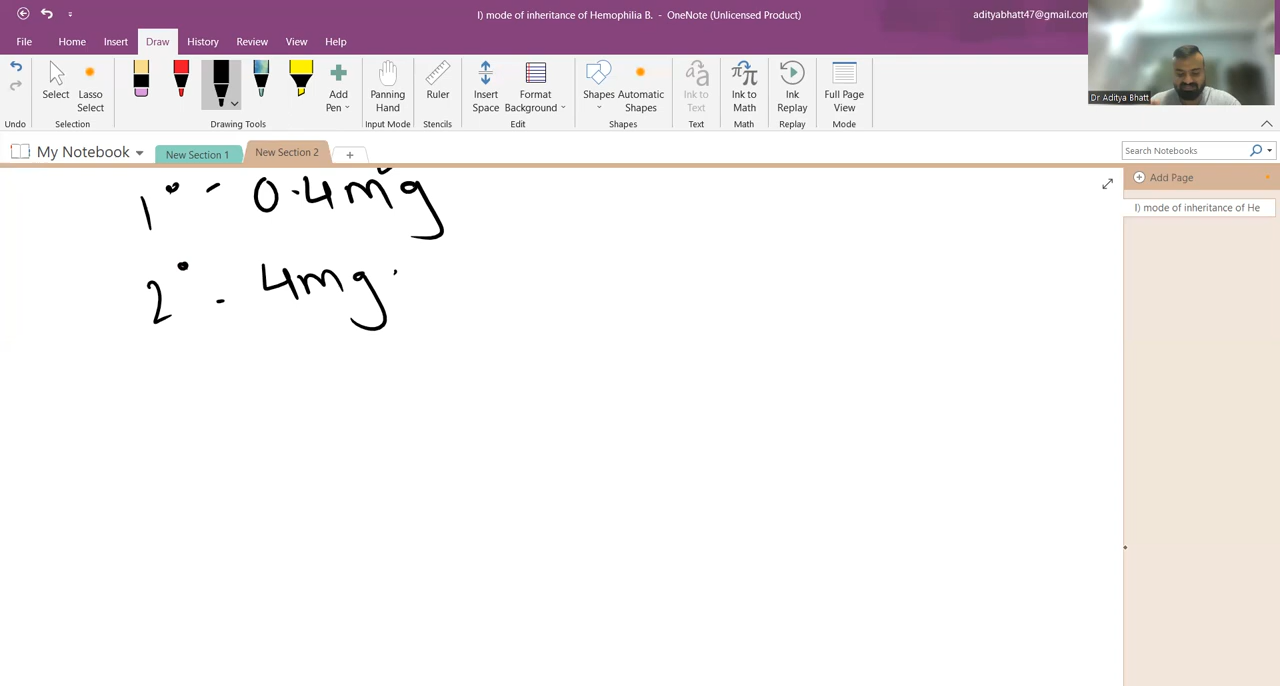 I) mode of inheritance of Hemophilia B. - OneNote (Unlicensed Product)
adityabhatt47@gmail.com
File Home Insert Draw History Review View Help
Select
Lasso Select
Add Pen
Panning Hand
Ruler
Insert Space
Format Background
Shapes
Automatic Shapes
Ink to Text
Ink to Math
Ink Replay
Full Page View
Dr Aditya Bhatt
Undo Selection Drawing Tools Input Mode Stencils Edit Shapes Text Math Replay Mode
My Notebook New Section 1 New Section 2 Search Notebooks
Add Page
I) mode of inheritance of He
1° - 0.4mg
2° - 4mg